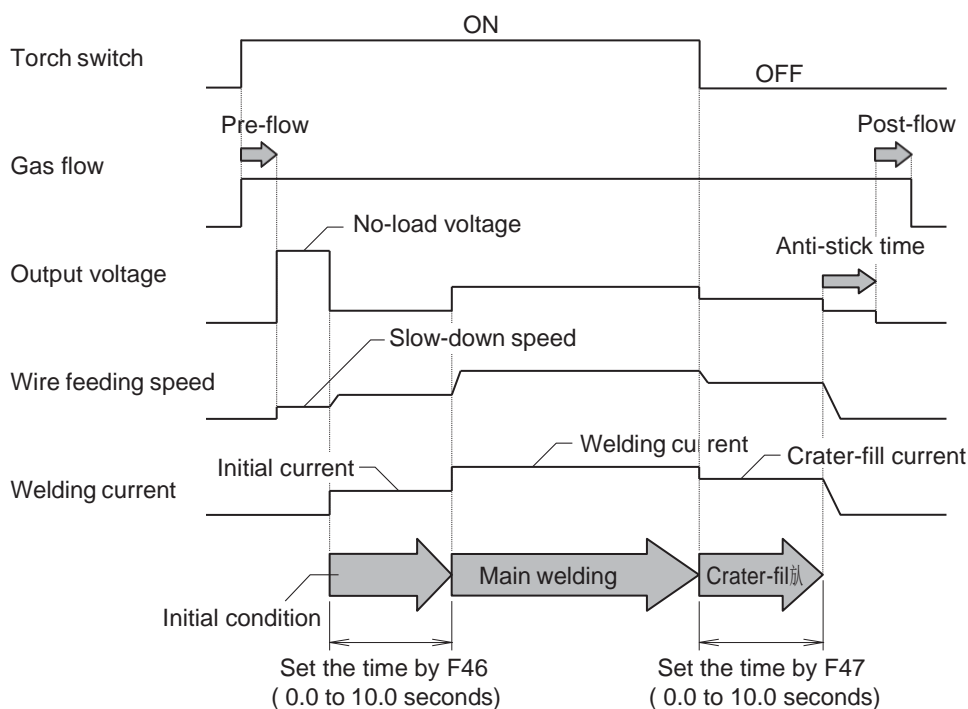 ON
Torch switch
OFF
Pre-flow
Post-flow
Gas flow
No-load voltage
Anti-stick time
Output voltage
Slow-down speed
Wire feeding speed
Welding cu rent
Initial current
Crater-fill current
Welding current
Main welding
Crater-fil
Initial condition
Set the time by F46
( 0.0 to 10.0 seconds)
Set the time by F47
( 0.0 to 10.0 seconds)